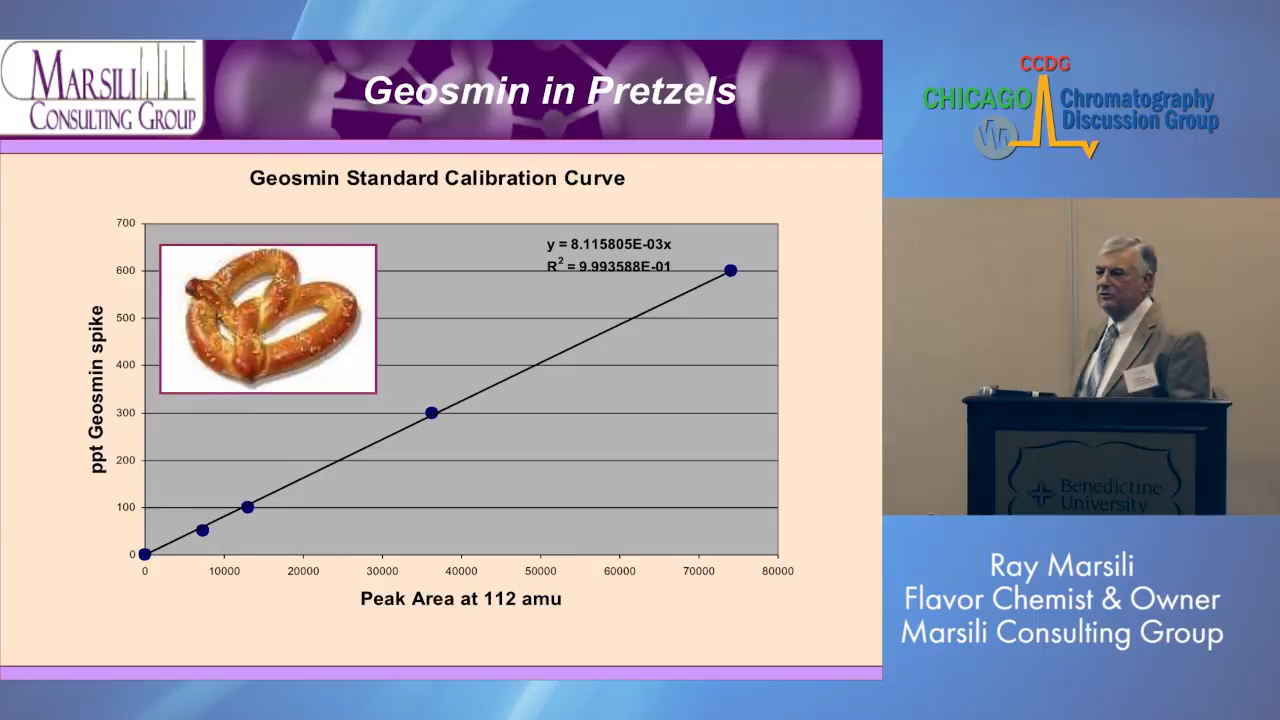 MARSILI
CONSULTING GROUP
Geosmin in Pretzels
Geosmin Standard Calibration Curve
y = 8.115805E-03x
R2 = 9.993588E-01
700
600
500
400
300
200
100
0
ppt Geosmin spike
0 10000 20000 30000 40000 50000 60000 70000 80000
Peak Area at 112 amu
CCDG
CHICAGO
Chromatography
Discussion Group
Benedictine
University
Ray Marsili
Flavor Chemist & Owner
Marsili Consulting Group